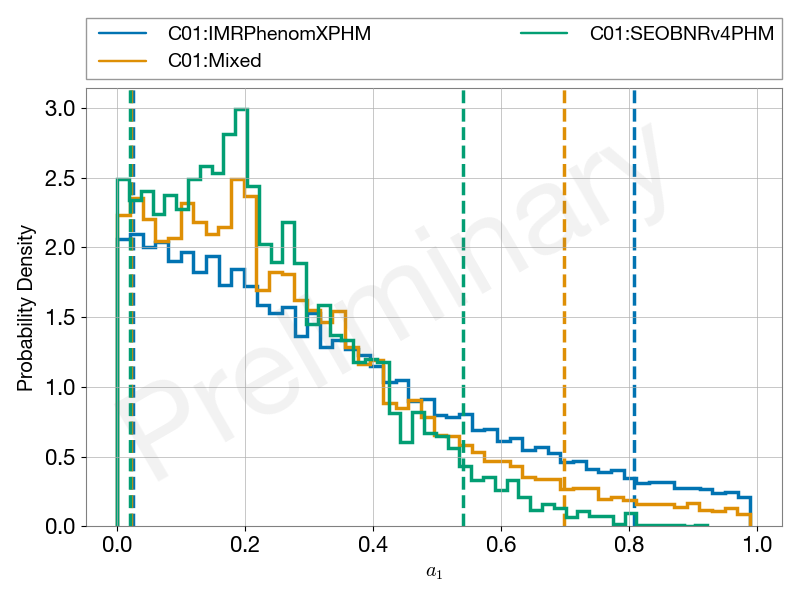 C01:IMRPhenomXPHM
C01:Mixed
C01:SEOBNRv4PHM
Preliminary
Probability Density
3.0
2.5
2.0
1.5
1.0
0.5
0.0
0.0 0.2 0.4 0.6 0.8 1.0
a₁